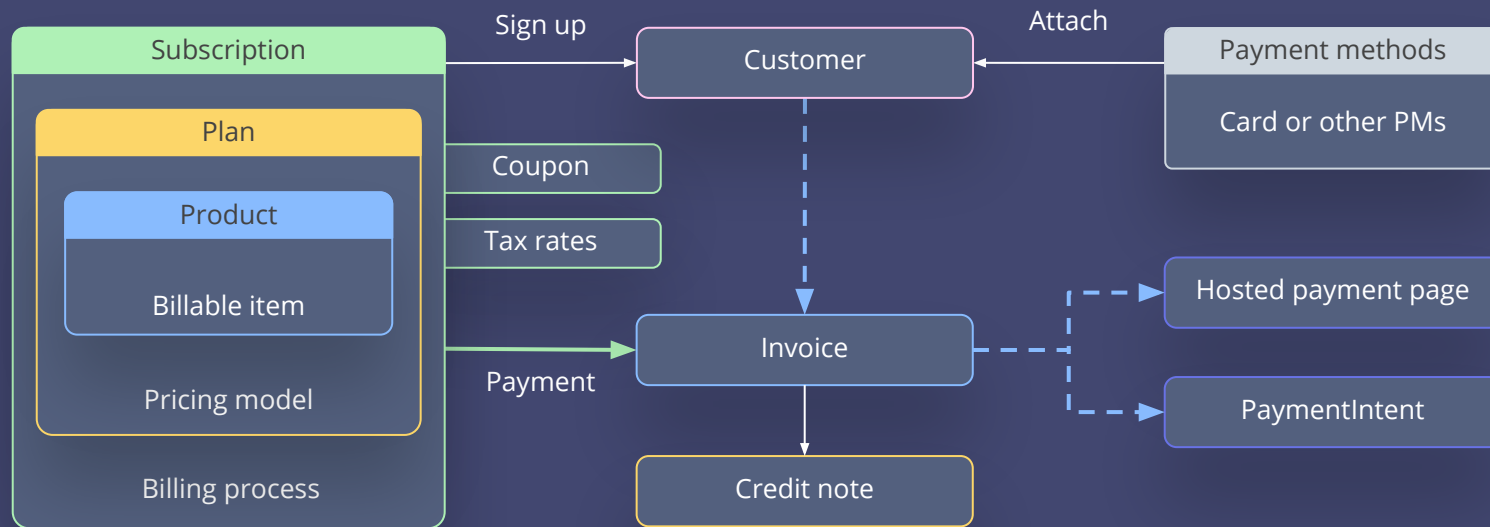 Sign up
Attach
Subscription
Customer
Payment methods
Card or other PMs
Plan
Coupon
Product
Tax rates
Billable item
Hosted payment page
Invoice
Payment
Pricing model
PaymentIntent
Billing process
Credit note